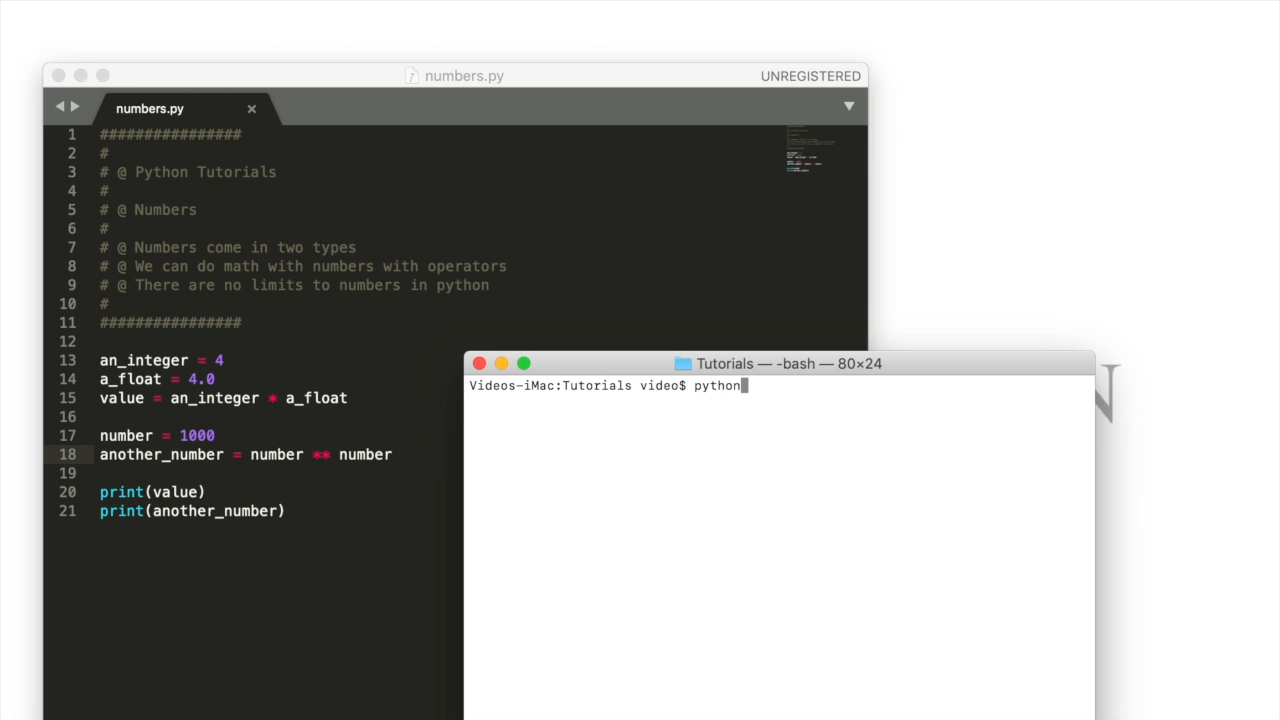 numbers.py
UNREGISTERED
numbers.py
1 ################
2 #
3 # @ Python Tutorials
4 #
5 # @ Numbers
6 #
7 # @ Numbers come in two types
8 # @ We can do math with numbers with operators
9 # @ There are no limits to numbers in python
10 #
11 ################
12
13 an_integer = 4
14 a_float = 4.0
15 value = an_integer * a_float
16
17 number = 1000
18 another_number = number ** number
19
20 print(value)
21 print(another_number)
Tutorials — -bash — 80×24
Videos-iMac:Tutorials video$ python
N